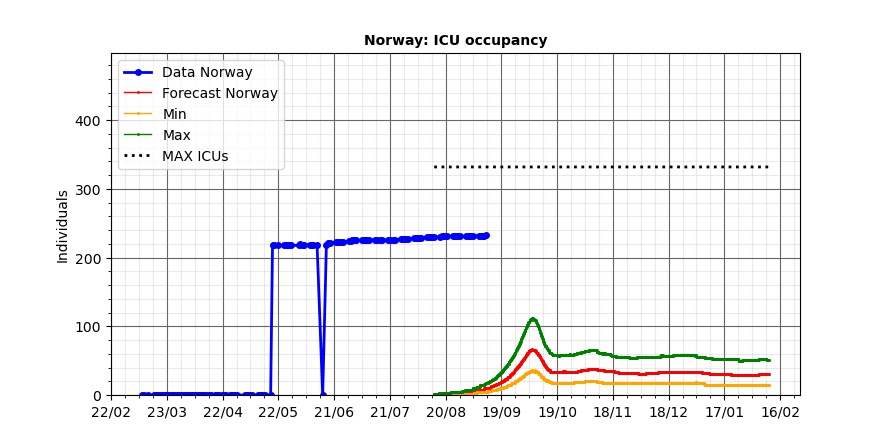 Norway: ICU occupancy
Data Norway
Forecast Norway
Min
Max
MAX ICUs
Individuals
400
300
200
100
0
22/02 23/03 22/04 22/05 21/06 21/07 20/08 19/09 19/10 18/11 18/12 17/01 16/02